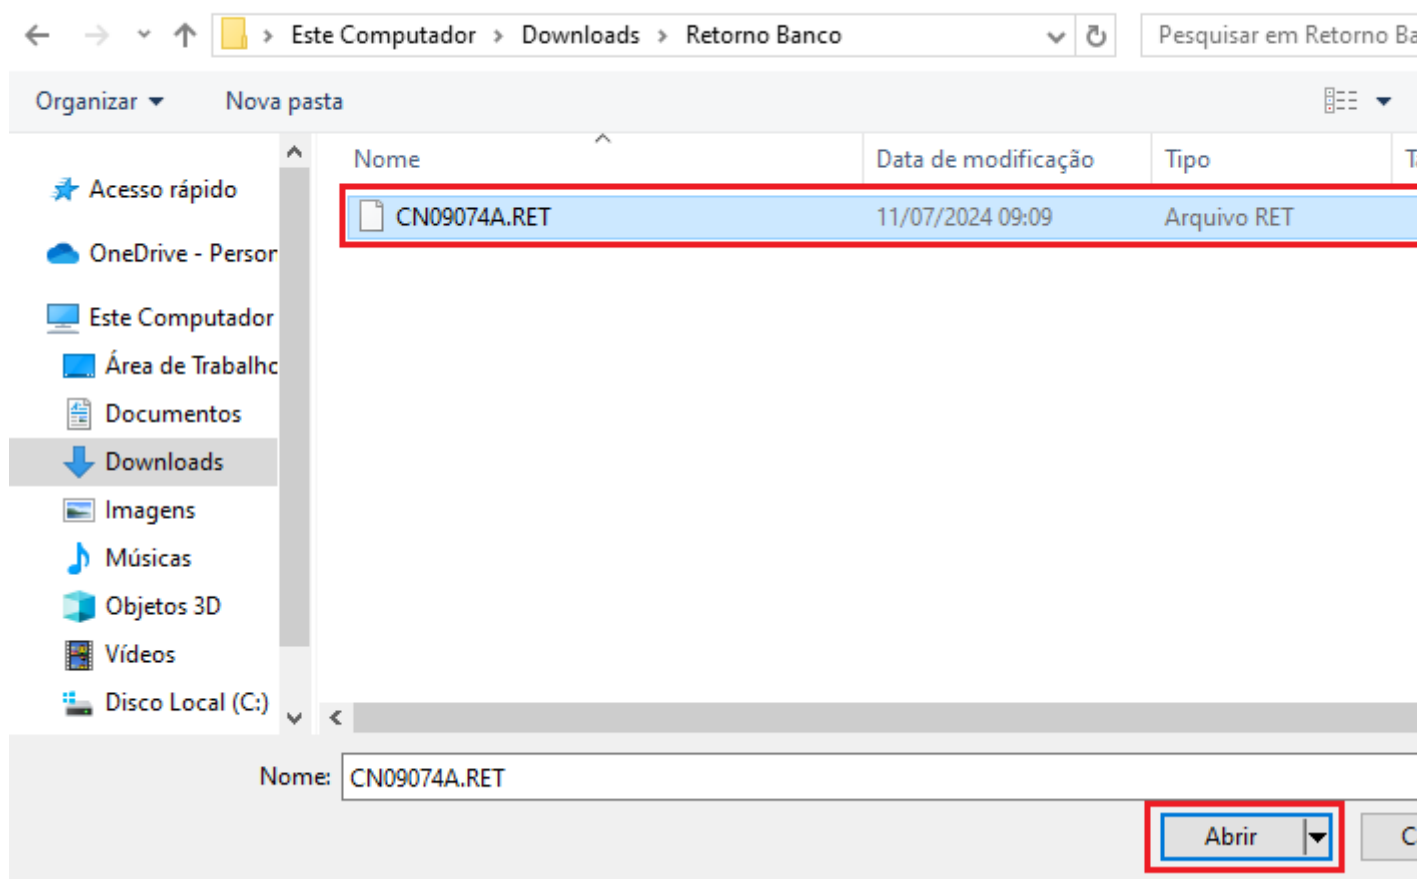 Este Computador > Downloads > Retorno Banco
Pesquisar em Retorno Ba
Organizar
Nova pasta
Nome
Data de modificação
Tipo
Acesso rápido
CN09074A.RET
11/07/2024 09:09
Arquivo RET
OneDrive - Person
Este Computador
Área de Trabalho
Documentos
Downloads
Imagens
Músicas
Objetos 3D
Vídeos
Disco Local (C:)
Nome:
CN09074A.RET
Abrir
C